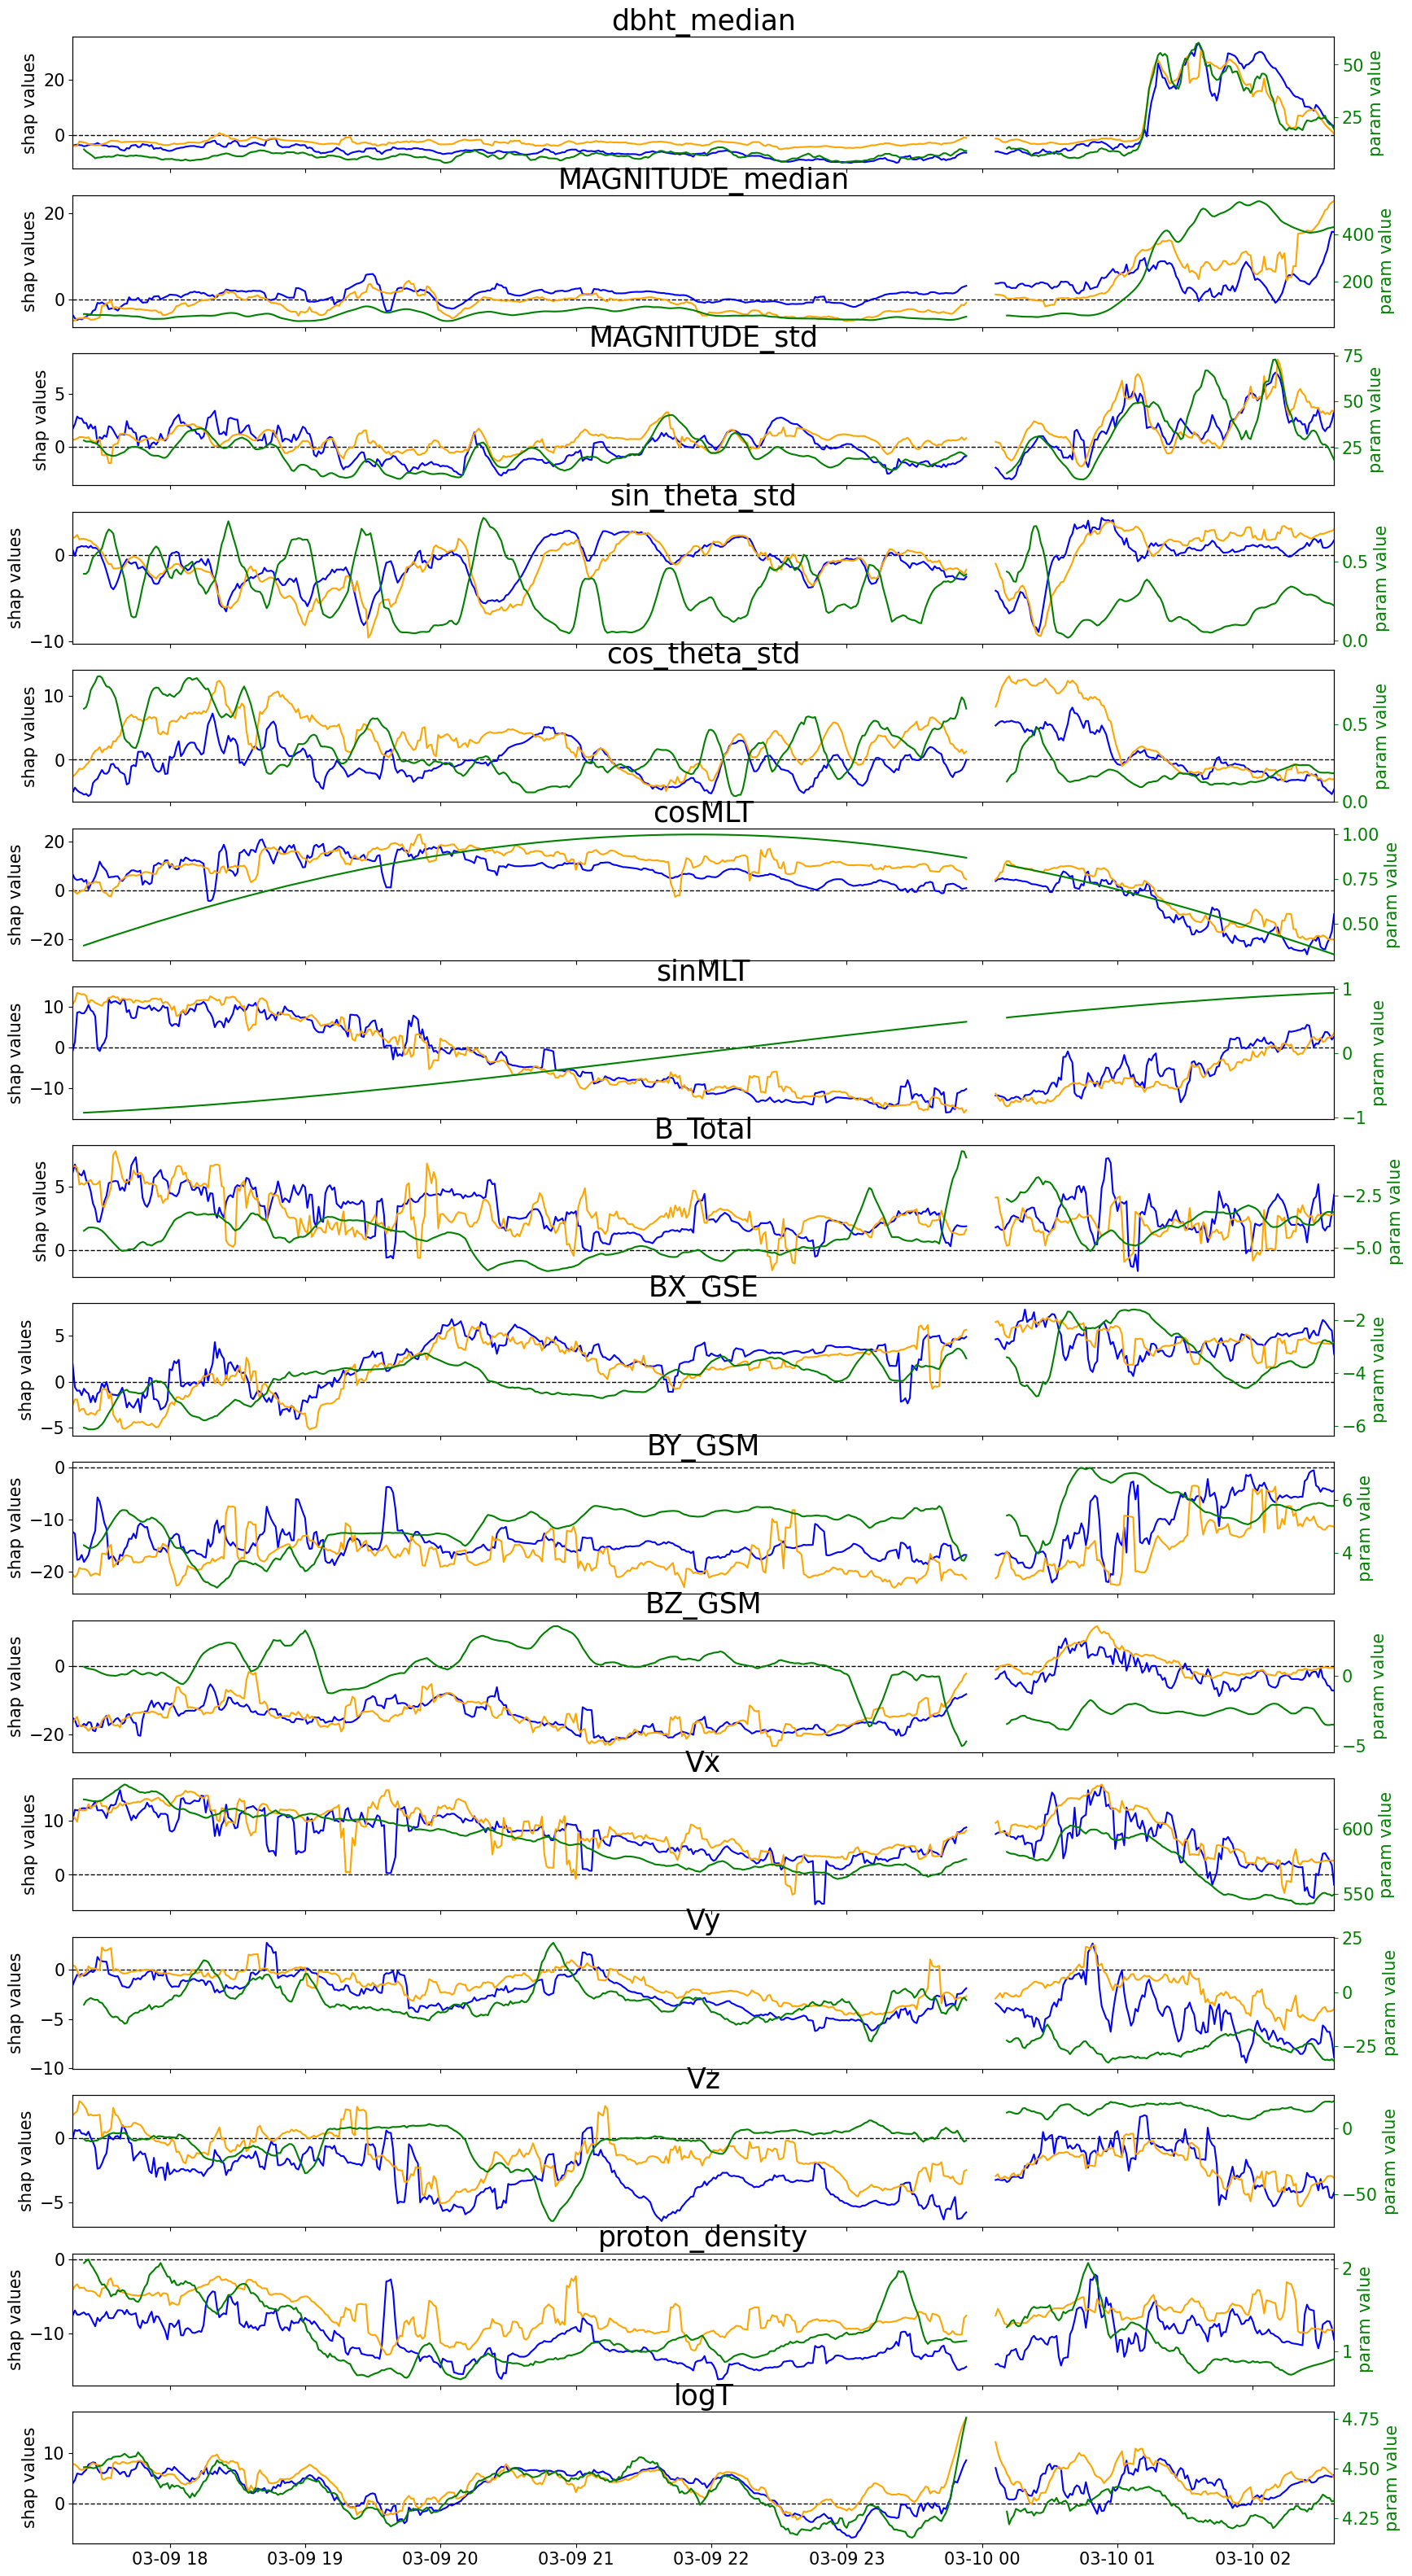 dbht_median
shap values
20
0
50
25
param value
MAGNITUDE_median
shap values
20
0
400
200
param value
MAGNITUDE_std
shap values
5
0
75
50
25
param value
sin_theta_std
shap values
0
−10
0.5
0.0
param value
cos_theta_std
shap values
10
0
0.5
0.0
param value
cosMLT
shap values
20
0
−20
1.00
0.75
0.50
param value
sinMLT
shap values
10
0
−10
1
0
−1
param value
B_Total
shap values
5
0
−2.5
−5.0
param value
BX_GSE
shap values
5
0
−5
−2
−4
−6
param value
BY_GSM
shap values
0
−10
−20
6
4
param value
BZ_GSM
shap values
0
−20
0
−5
param value
Vx
shap values
10
0
600
550
param value
Vy
shap values
0
−5
−10
25
0
−25
param value
Vz
shap values
0
−5
0
−50
param value
proton_density
shap values
0
−10
2
1
param value
logT
shap values
10
0
4.75
4.50
4.25
param value
03-09 18 03-09 19 03-09 20 03-09 21 03-09 22 03-09 23 03-10 00 03-10 01 03-10 02